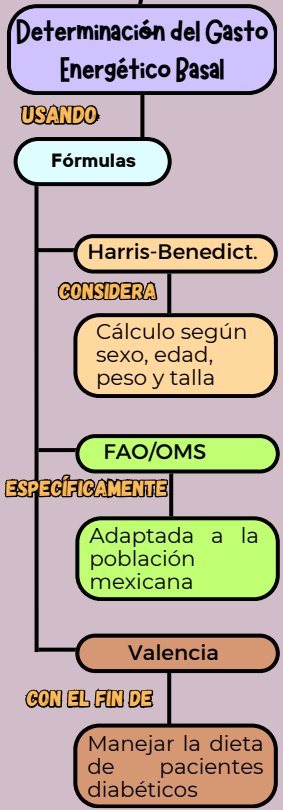 Determinación del Gasto
Energético Basal
USANDO
Fórmulas
Harris-Benedict.
CONSIDERA
Cálculo según
sexo, edad,
peso y talla
FAO/OMS
ESPECÍFICAMENTE
Adaptada a la
población
mexicana
Valencia
CON EL FIN DE
Manejar la dieta
de pacientes
diabéticos